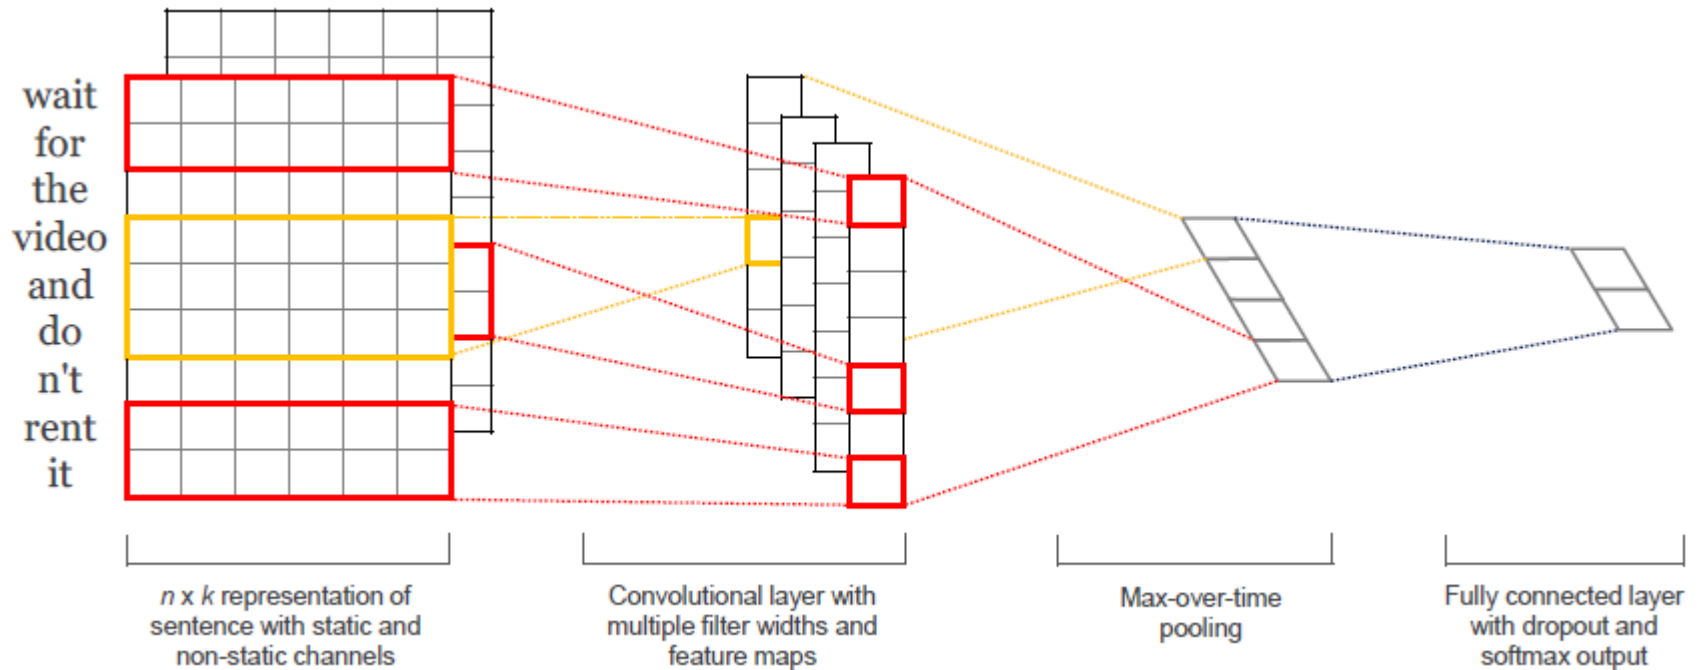 wait
for
the
video
and
do
n't
rent
it
n x k representation of
sentence with static and
non-static channels
Convolutional layer with
multiple filter widths and
feature maps
Max-over-time
pooling
Fully connected layer
with dropout and
softmax output